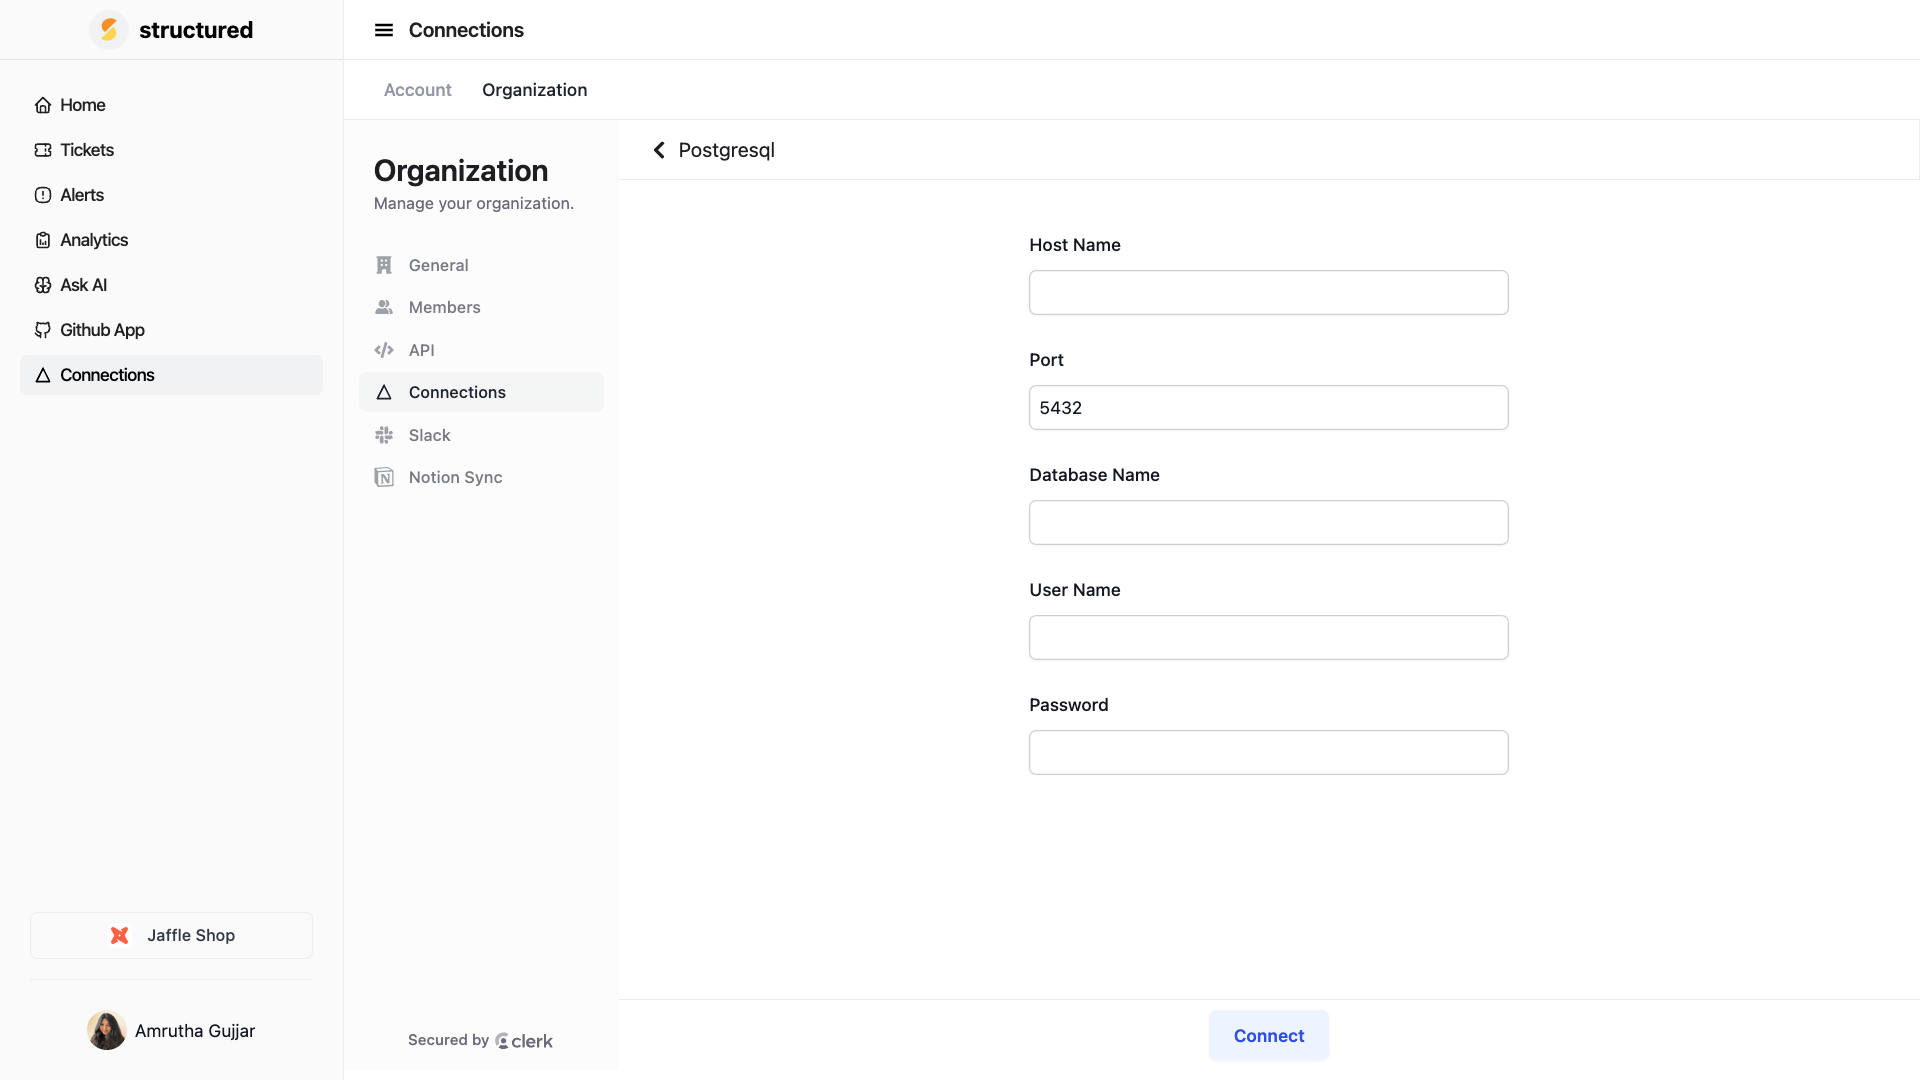 structured
Connections
Home
Tickets
Alerts
Analytics
Ask AI
Github App
Connections
Jaffle Shop
Amrutha Gujjar
Account
Organization
Organization
Manage your organization.
General
Members
API
Connections
Slack
Notion Sync
Secured by clerk
Postgresql
Host Name
Port
5432
Database Name
User Name
Password
Connect